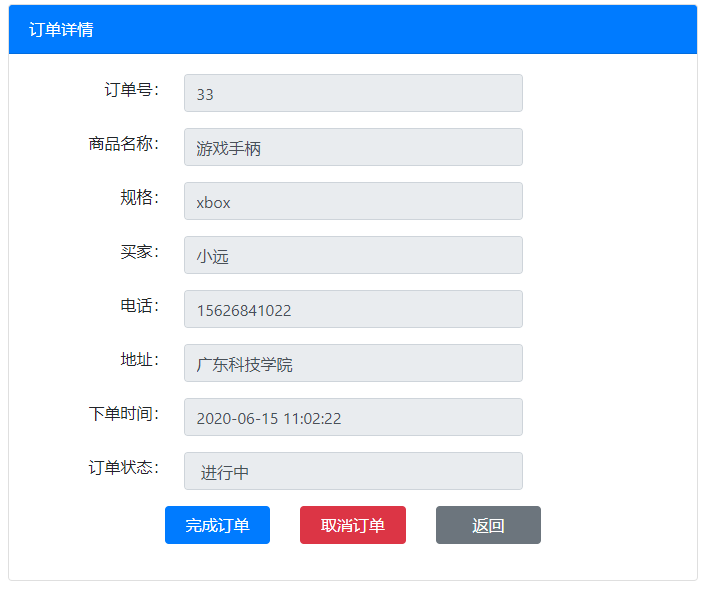 订单详情
订单号： 33
商品名称： 游戏手柄
规格： xbox
买家： 小远
电话： 15626841022
地址： 广东科技学院
下单时间： 2020-06-15 11:02:22
订单状态： 进行中
完成订单 取消订单 返回